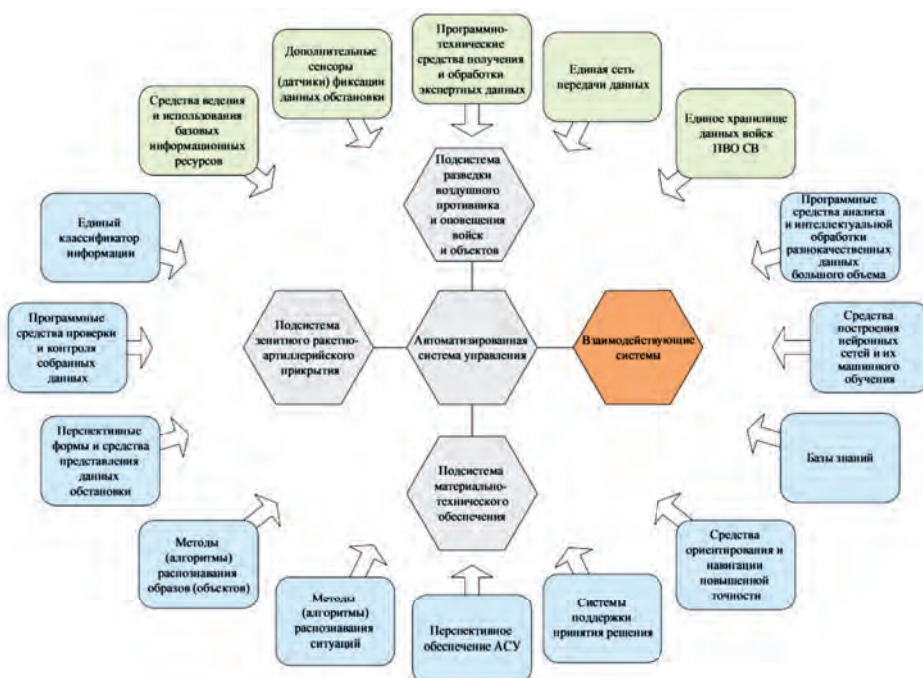 Программно-
технические
средства получения
и обработки
экспертных данных
Дополнительные
сенсоры
(датчики) фиксации
данных обстановки
Единая сеть
передачи данных
Средства ведения
и использования
базовых
информационных
ресурсов
Единое хранилище
данных войск
ПВО СВ
Подсистема
разведки
воздушного
противника
и оповещения
войск
и объектов
Единый
классификатор
информации
Программные
средства анализа
и интеллектуальной
обработки
разнокачественных
данных
большого объема
Программные
средства проверки
и контроля
собранных
данных
Подсистема
зенитного ракетно-
артиллерийского
прикрытия
Автоматизированная
система управления
Взаимодействующие
системы
Средства
построения
нейронных
сетей и их
машинного
обучения
Перспективные
формы и средства
представления
данных
обстановки
Подсистема
материально-
технического
обеспечения
Базы знаний
Методы
(алгоритмы)
распознавания
образов (объектов)
Средства
ориентирования и
навигации
повышенной
точности
Методы
(алгоритмы)
распознавания
ситуаций
Перспективное
обеспечение АСУ
Системы
поддержки
принятия решения